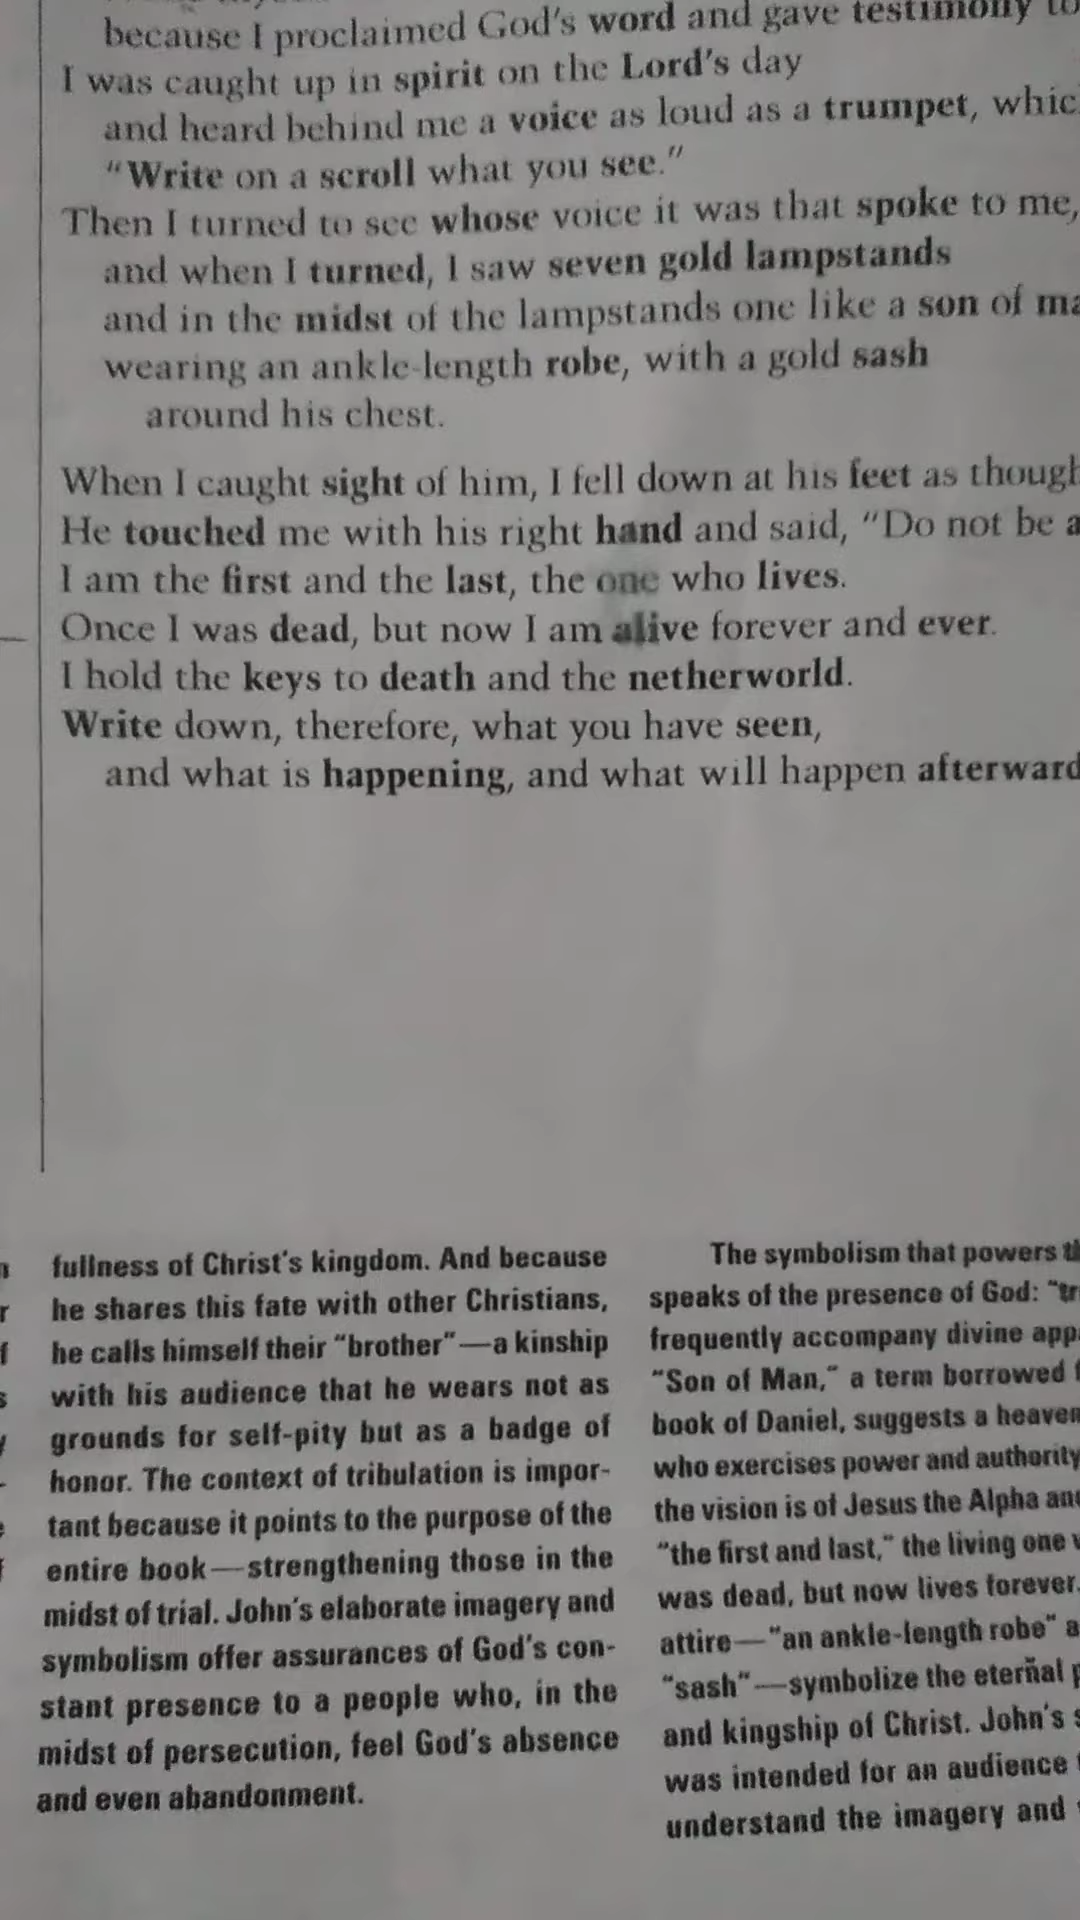 because I proclaimed God's word and gave testimony to
I was caught up in spirit on the Lord's day
and heard behind me a voice as loud as a trumpet, whic
"Write on a scroll what you see."
Then I turned to see whose voice it was that spoke to me,
and when I turned, I saw seven gold lampstands
and in the midst of the lampstands one like a son of ma
wearing an ankle-length robe, with a gold sash
around his chest.
When I caught sight of him, I fell down at his feet as though
He touched me with his right hand and said, "Do not be a
I am the first and the last, the one who lives.
Once I was dead, but now I am alive forever and ever.
I hold the keys to death and the netherworld.
Write down, therefore, what you have seen,
and what is happening, and what will happen afterward
fullness of Christ's kingdom. And because
he shares this fate with other Christians,
he calls himself their "brother"—a kinship
with his audience that he wears not as
grounds for self-pity but as a badge of
honor. The context of tribulation is impor-
tant because it points to the purpose of the
entire book—strengthening those in the
midst of trial. John's elaborate imagery and
symbolism offer assurances of God's con-
stant presence to a people who, in the
midst of persecution, feel God's absence
and even abandonment.
The symbolism that powers th
speaks of the presence of God: "tr
frequently accompany divine app
"Son of Man," a term borrowed f
book of Daniel, suggests a heaven
who exercises power and authority
the vision is of Jesus the Alpha and
"the first and last," the living one w
was dead, but now lives forever.
attire—"an ankle-length robe" a
"sash"—symbolize the eternal p
and kingship of Christ. John's s
was intended for an audience
understand the imagery and